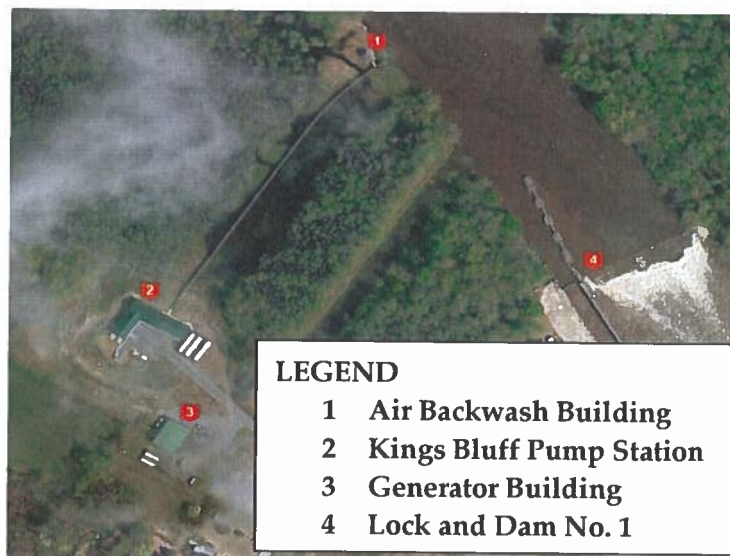 1
4
2
3
LEGEND
1 Air Backwash Building
2 Kings Bluff Pump Station
3 Generator Building
4 Lock and Dam No. 1